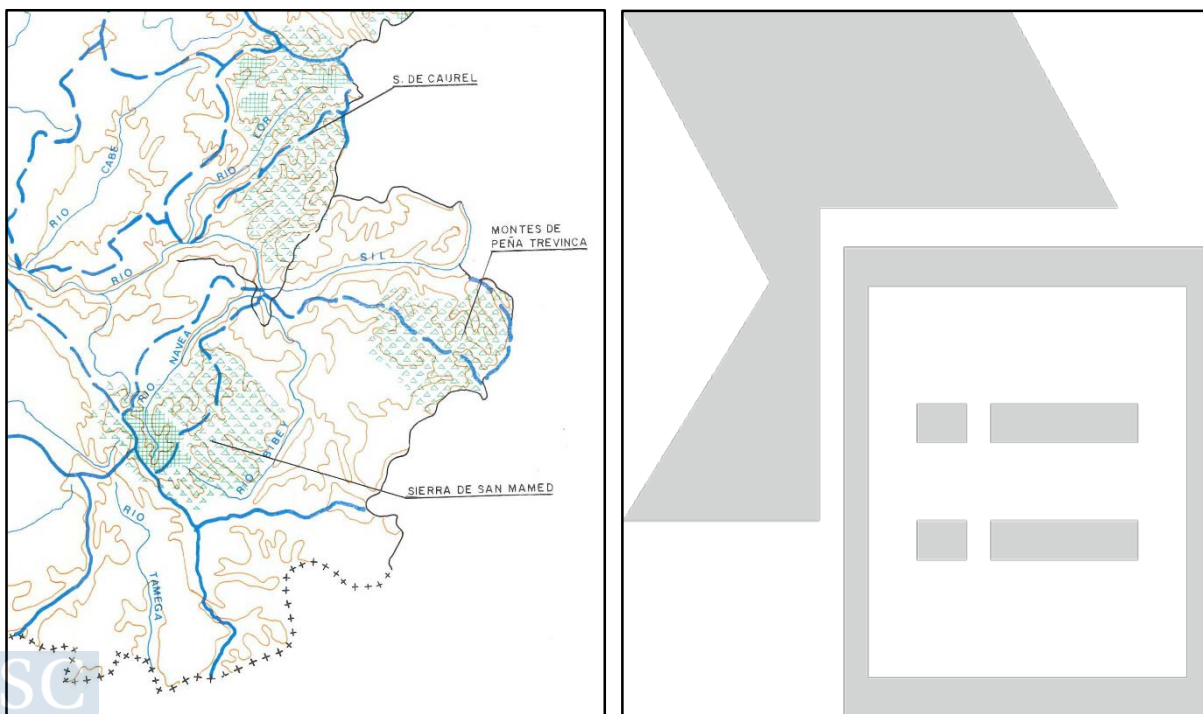 S. DE CAUREL
LOR
RIO
CABE
RIO
MONTES DE
PEÑA TREVINCA
SIL
RIO
NAVEA
RIO
BIBEY
RIO
SIERRA DE SAN MAMED
RIO
TAMEGA
SC